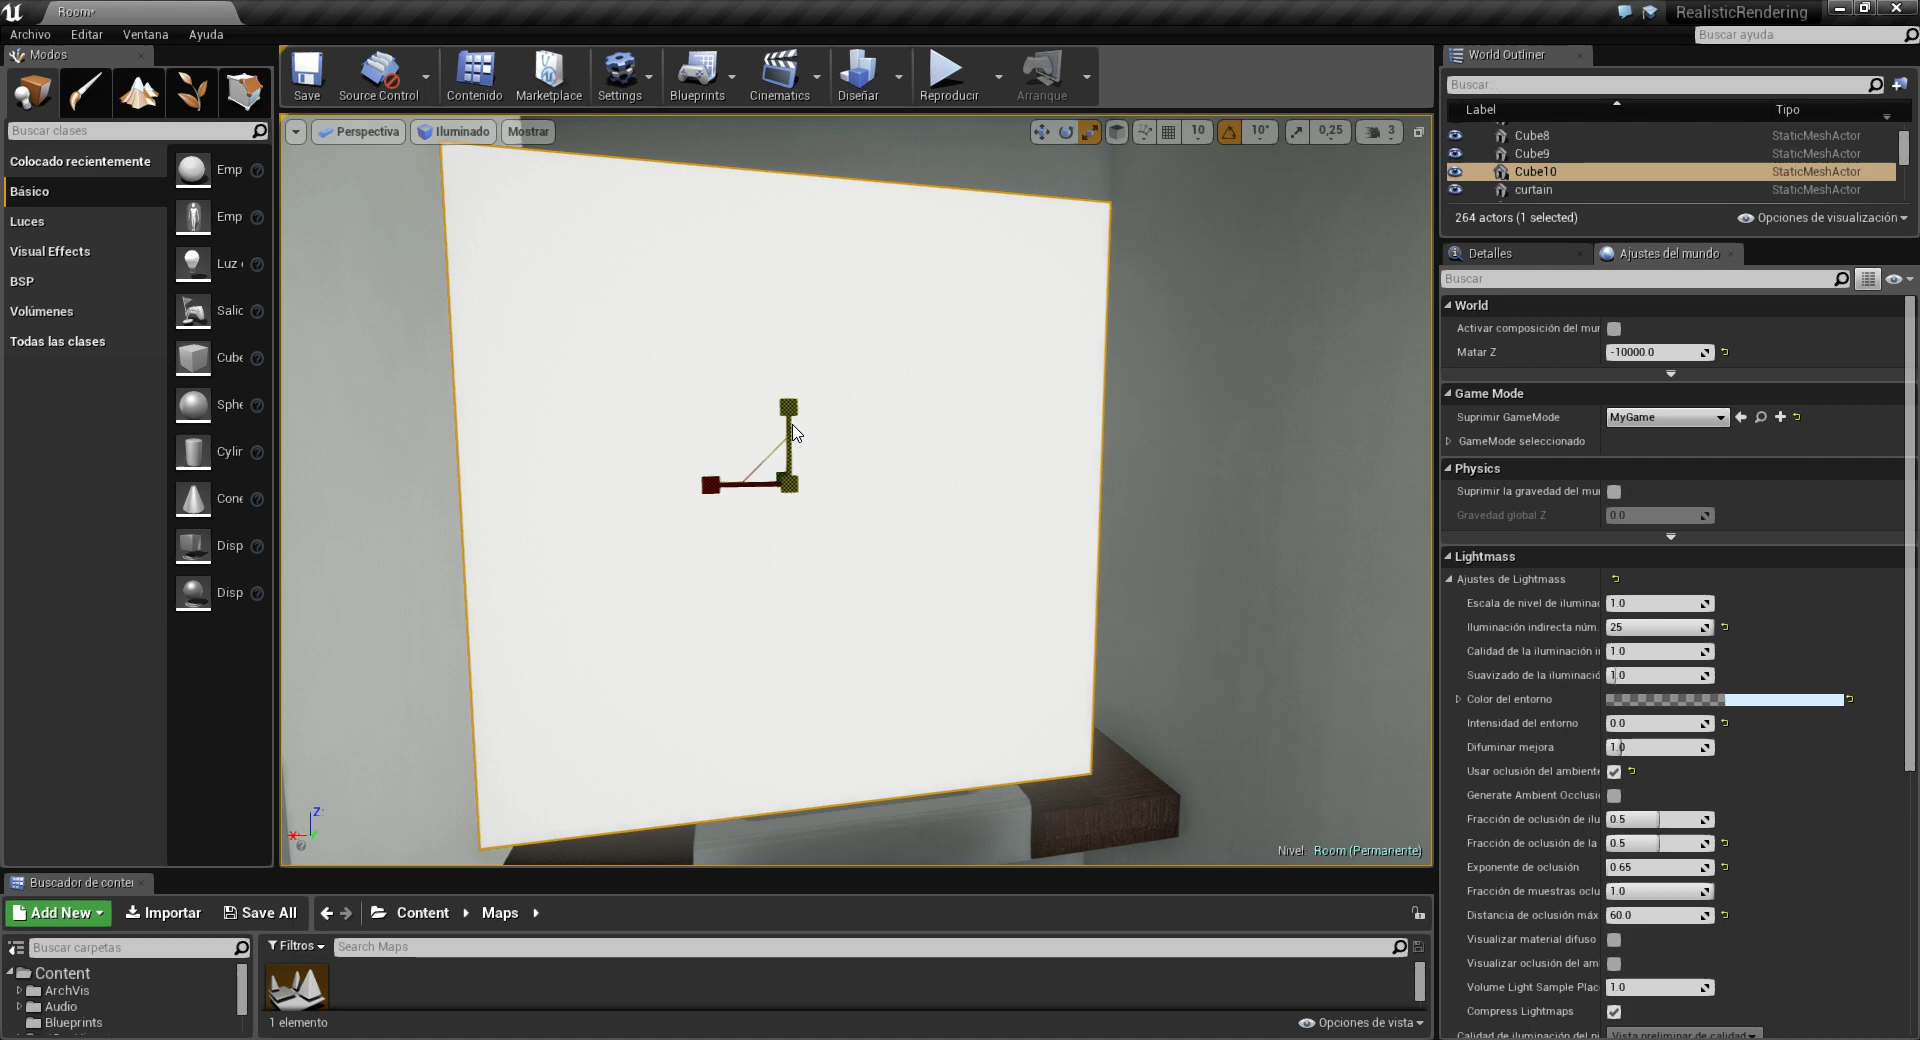 Room*
RealisticRendering
Archivo Editar Ventana Ayuda
Buscar ayuda
Modos
Save
Source Control
Contenido
Marketplace
Settings
Blueprints
Cinematics
Diseñar
Reproducir
Arranque
Buscar clases
Colocado recientemente
Básico
Luces
Visual Effects
BSP
Volúmenes
Todas las clases
Emp
Emp
Luz
Salic
Cube
Sphe
Cylir
Cone
Disp
Disp
Perspectiva
Iluminado
Mostrar
10
10°
0,25
3
Z
X
Nivel: Room (Permanente)
World Outliner
Buscar...
Label Tipo
Cube8 StaticMeshActor
Cube9 StaticMeshActor
Cube10 StaticMeshActor
curtain StaticMeshActor
264 actors (1 selected)
Opciones de visualización
Detalles
Ajustes del mundo
Buscar
World
Activar composición del mur
Matar Z -10000.0
Game Mode
Suprimir GameMode MyGame
GameMode seleccionado
Physics
Suprimir la gravedad del mu
Gravedad global Z 0.0
Lightmass
Ajustes de Lightmass
Escala de nivel de ilumina 1.0
Iluminación indirecta núm. 25
Calidad de la iluminación i 1.0
Suavizado de la iluminació 1.0
Color del entorno
Intensidad del entorno 0.0
Difuminar mejora 1.0
Usar oclusión del ambiente
Generate Ambient Occlusi
Fracción de oclusión de ilu 0.5
Fracción de oclusión de la 0.5
Exponente de oclusión 0.65
Fracción de muestras oclu 1.0
Distancia de oclusión máx 60.0
Visualizar material difuso
Visualizar oclusión del am
Volume Light Sample Plac 1.0
Compress Lightmaps
Calidad de iluminación del ni Vista preliminar de calidad
Buscador de conter
Add New
Importar
Save All
Content
Maps
Buscar carpetas
Filtros
Search Maps
Content
ArchVis
Audio
Blueprints
1 elemento
Opciones de vista